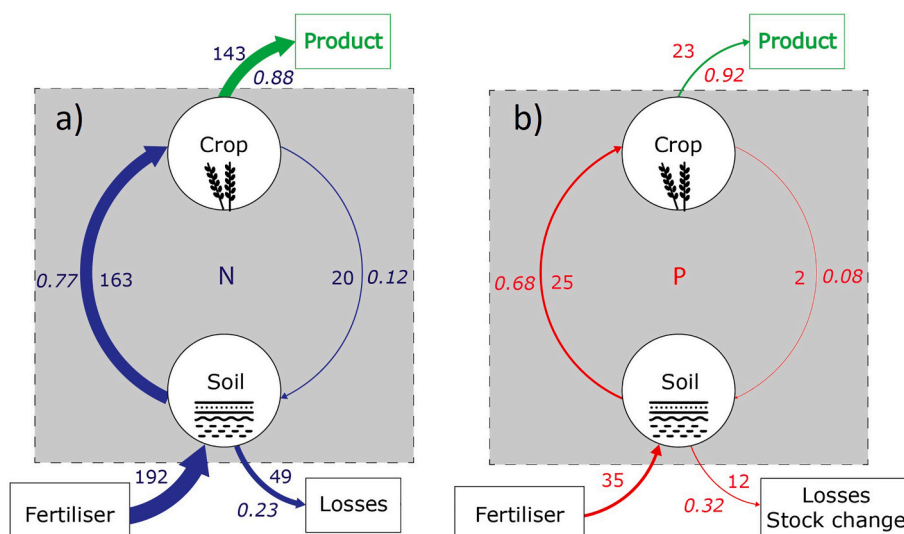 a)
Product
143
0.88
Crop
0.77
163
N
20
0.12
Soil
192
49
0.23
Fertiliser
Losses
b)
Product
23
0.92
Crop
0.68
25
P
2
0.08
Soil
35
12
0.32
Fertiliser
Losses
Stock change